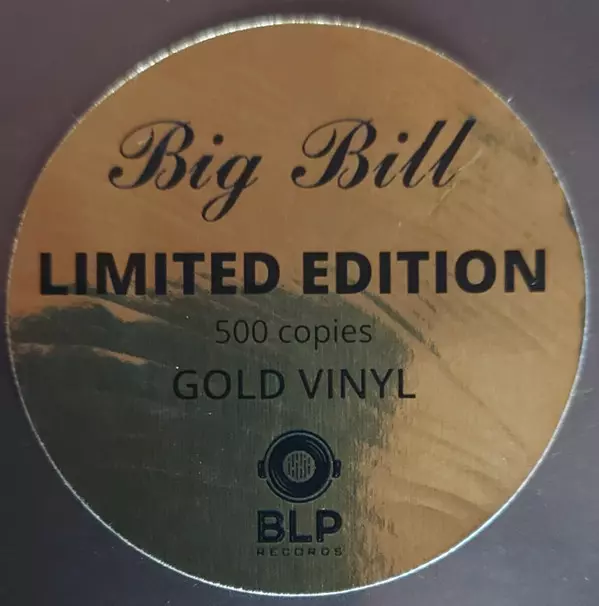 Big Bill
LIMITED EDITION
500 copies
GOLD VINYL
BLP
RECORDS